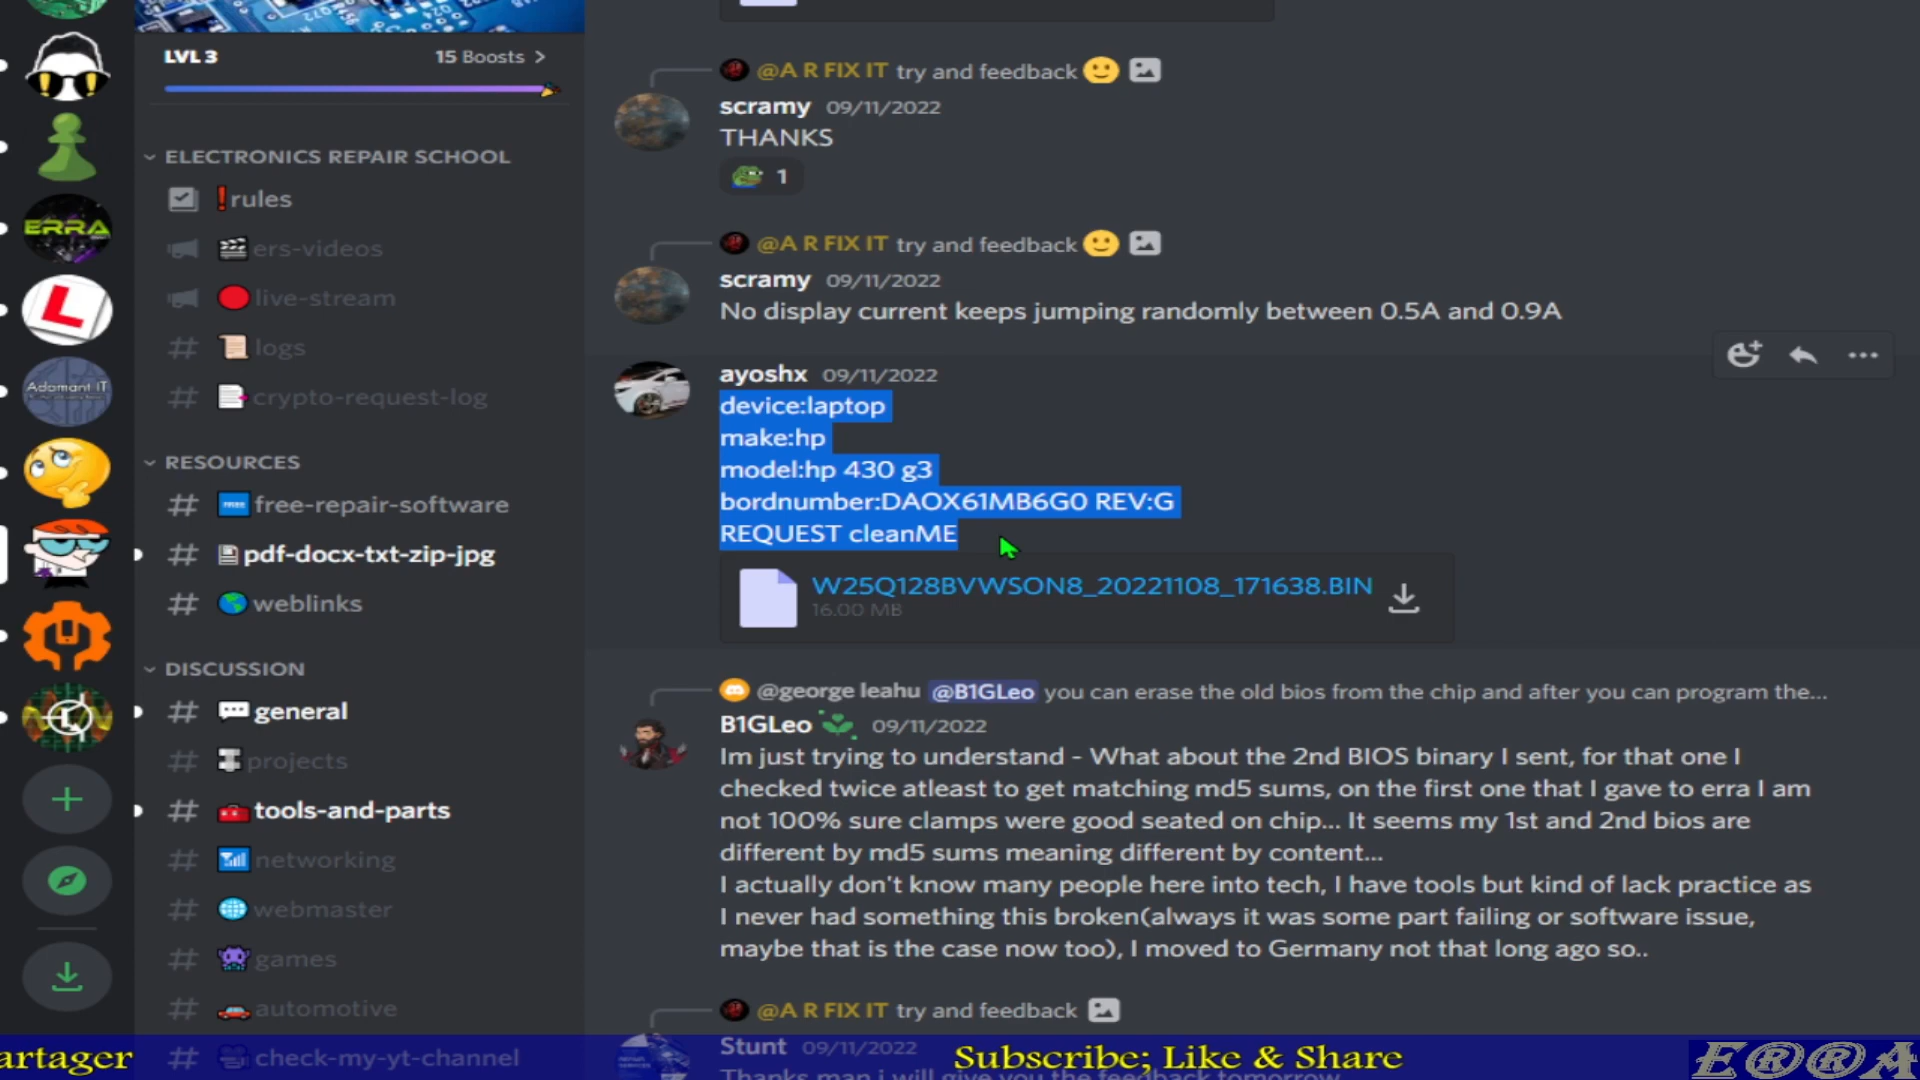 LVL 3
15 Boosts >
ELECTRONICS REPAIR SCHOOL
rules
ers-videos
live-stream
logs
crypto-request-log
RESOURCES
free-repair-software
pdf-docx-txt-zip-jpg
weblinks
DISCUSSION
general
projects
tools-and-parts
networking
webmaster
games
automotive
check-my-yt-channel
ERRA
L
Adamant IT
FREE
@A R FIX IT try and feedback
scramy 09/11/2022
THANKS
1
@A R FIX IT try and feedback
scramy 09/11/2022
No display current keeps jumping randomly between 0.5A and 0.9A
ayoshx 09/11/2022
device:laptop
make:hp
model:hp 430 g3
bordnumber:DAOX61MB6G0 REV:G
REQUEST cleanME
W25Q128BVWSON8_20221108_171638.BIN
16.00 MB
@george leahu @B1GLeo you can erase the old bios from the chip and after you can program the...
B1GLeo 09/11/2022
Im just trying to understand - What about the 2nd BIOS binary I sent, for that one I
checked twice atleast to get matching md5 sums, on the first one that I gave to erra I am
not 100% sure clamps were good seated on chip... It seems my 1st and 2nd bios are
different by md5 sums meaning different by content...
I actually don't know many people here into tech, I have tools but kind of lack practice as
I never had something this broken(always it was some part failing or software issue,
maybe that is the case now too), I moved to Germany not that long ago so..
@A R FIX IT try and feedback
Stunt 09/11/2022
Thanks man i will give you the feedback tomorrow
artager
Subscribe; Like & Share
ERRA